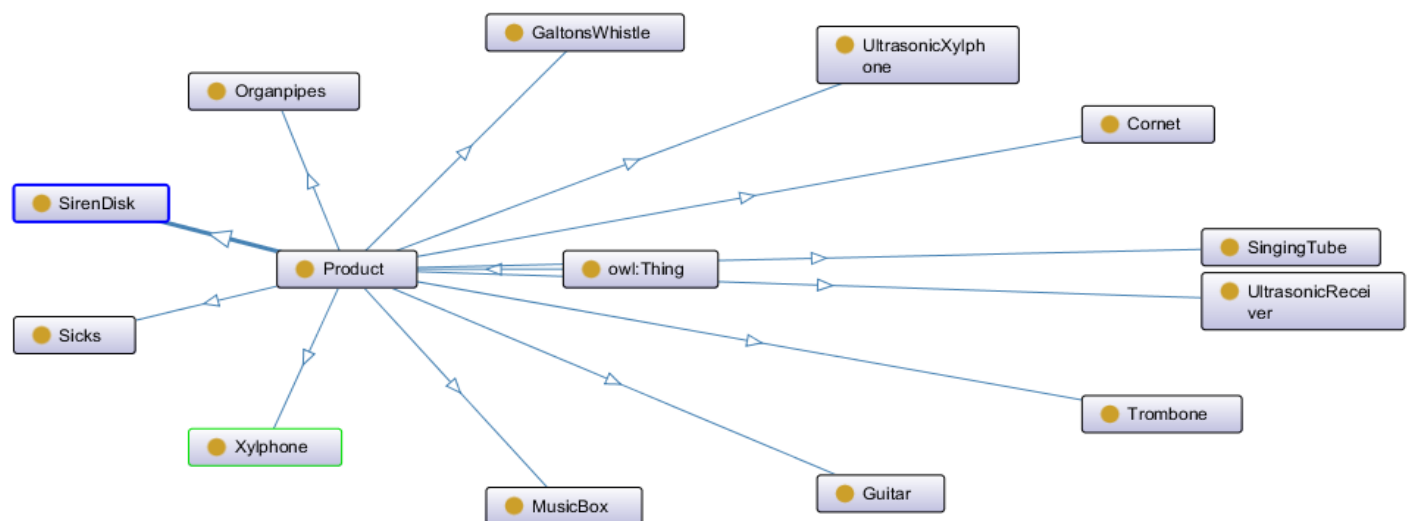 GaltonsWhistle
UltrasonicXylph
one
Organpipes
Cornet
SirenDisk
SingingTube
Product
owl:Thing
UltrasonicRecei
ver
Sicks
Trombone
Xylphone
Guitar
MusicBox